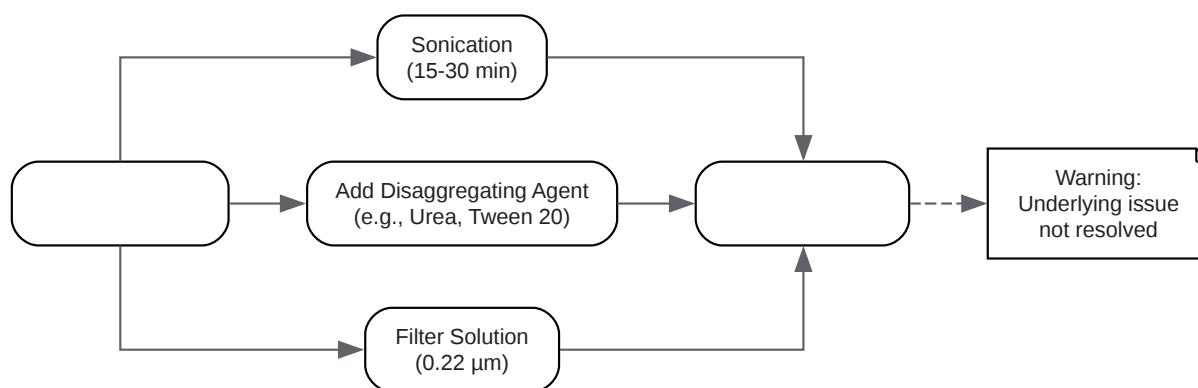 Sonication
(15-30 min)
Add Disaggregating Agent
(e.g., Urea, Tween 20)
Filter Solution
(0.22 µm)
Warning:
Underlying issue
not resolved